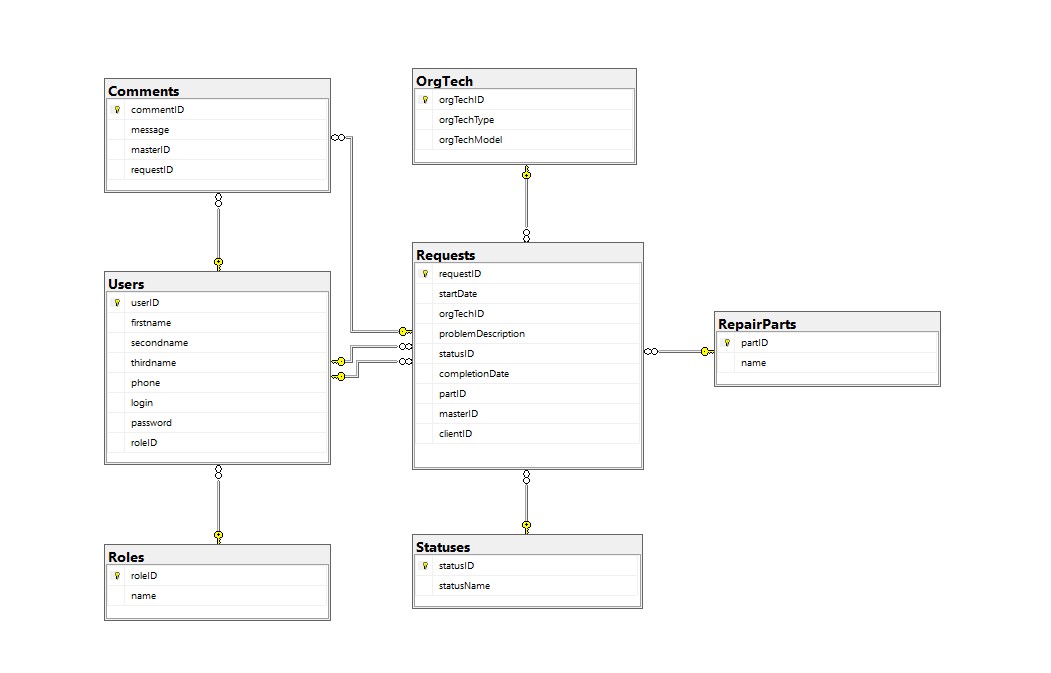 Comments
commentID
message
masterID
requestID
OrgTech
orgTechID
orgTechType
orgTechModel
Users
userID
firstname
secondname
thirdname
phone
login
password
roleID
Requests
requestID
startDate
orgTechID
problemDescription
statusID
completionDate
partID
masterID
clientID
RepairParts
partID
name
Roles
roleID
name
Statuses
statusID
statusName